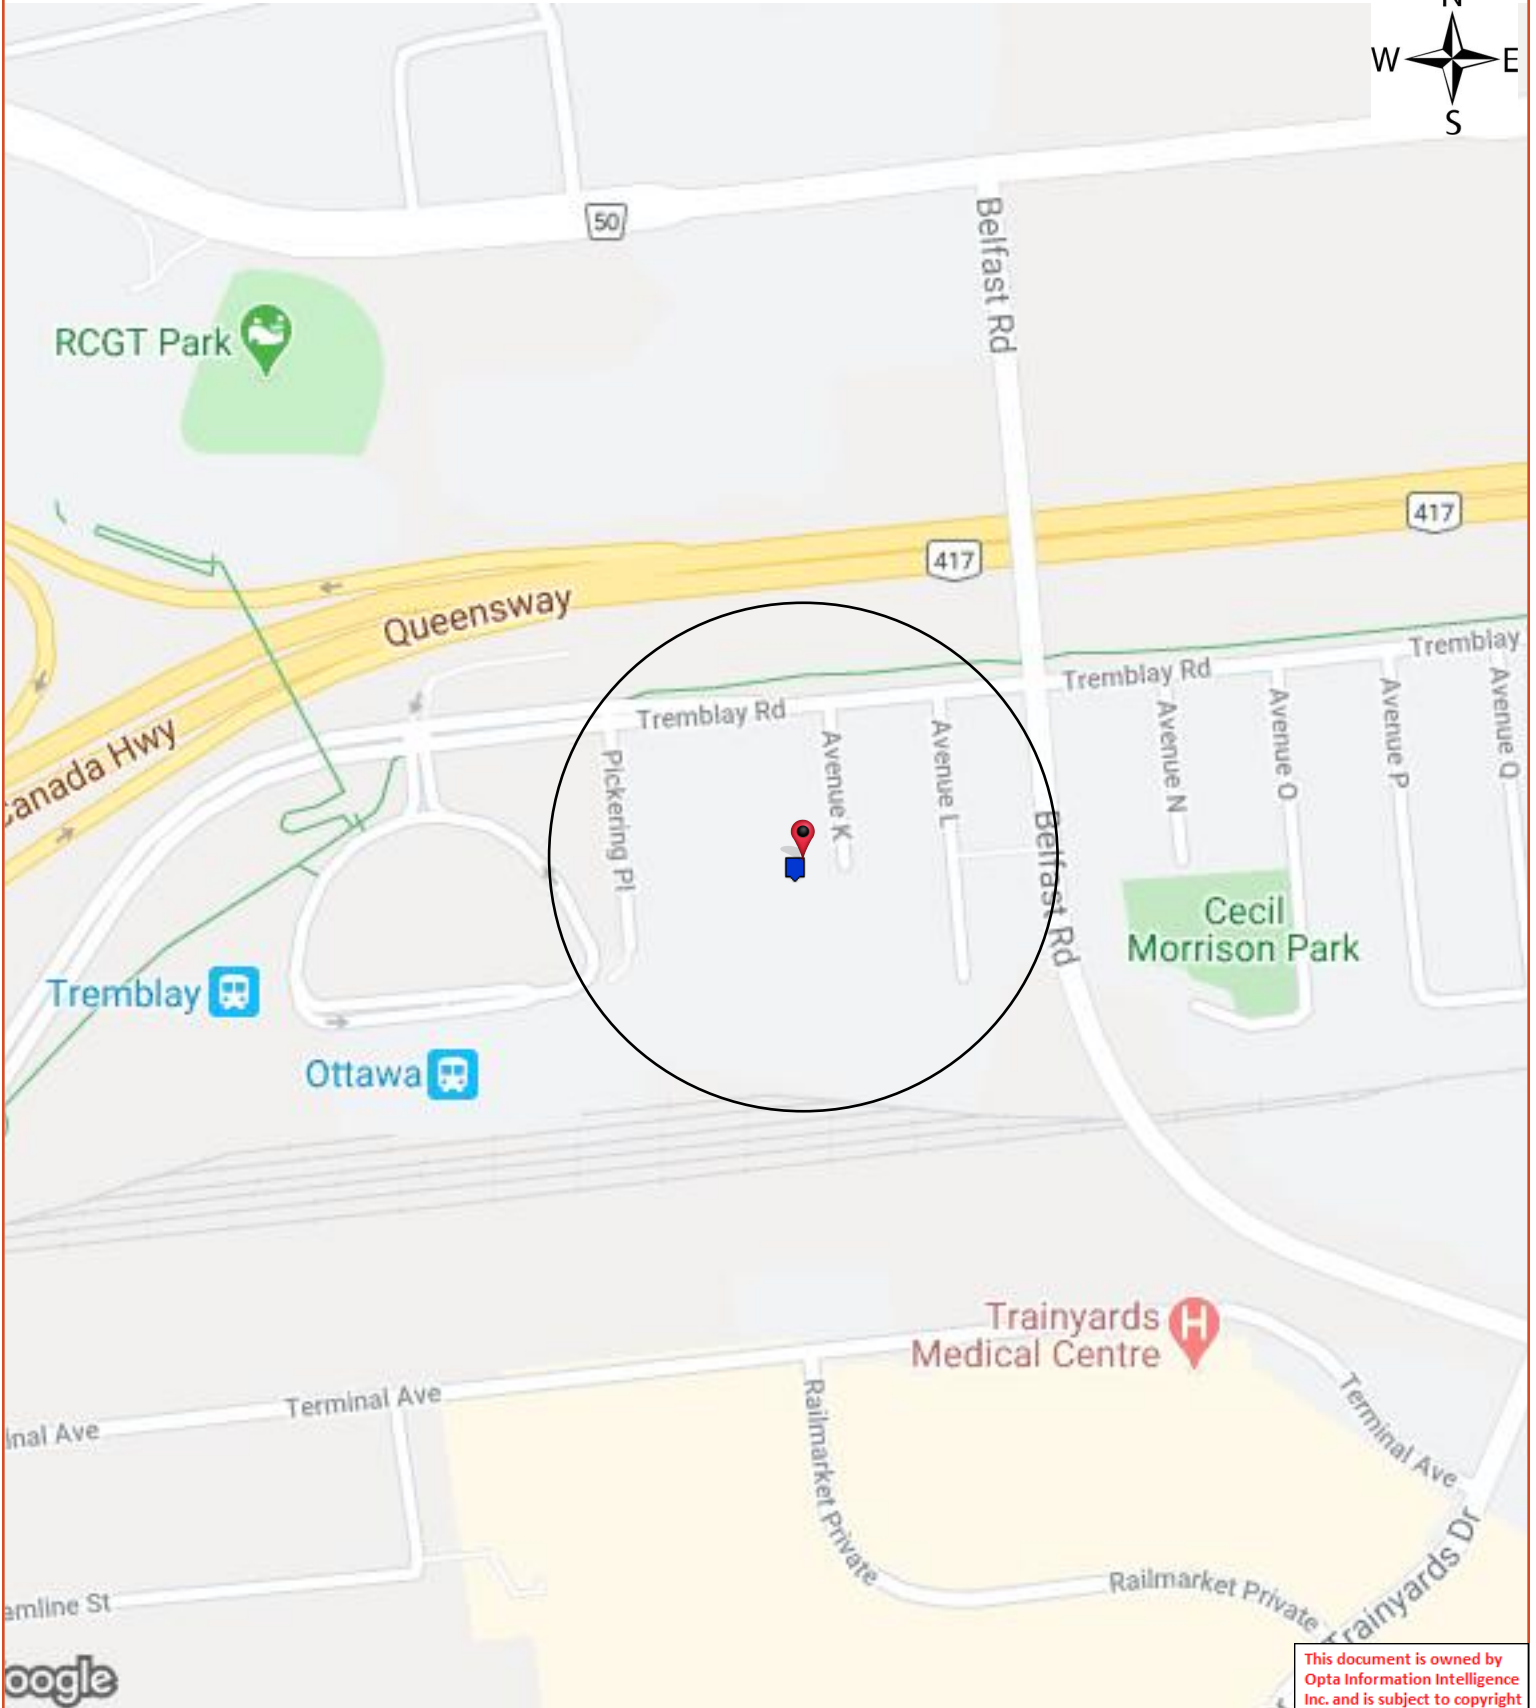 N
W
E
S
50
Belfast Rd
RCGT Park
417
417
Queensway
Canada Hwy
Tremblay
Tremblay Rd
Tremblay Rd
Pickering Pl
Avenue K
Avenue L
Avenue N
Avenue O
Avenue P
Avenue Q
Belfast Rd
Cecil
Morrison Park
Tremblay
Ottawa
Trainyards
Medical Centre
H
Terminal Ave
inal Ave
Terminal Ave
Railmarket Private
Railmarket Private
Trainyards Dr
amline St
oogle
This document is owned by
Opta Information Intelligence
Inc. and is subject to copyright